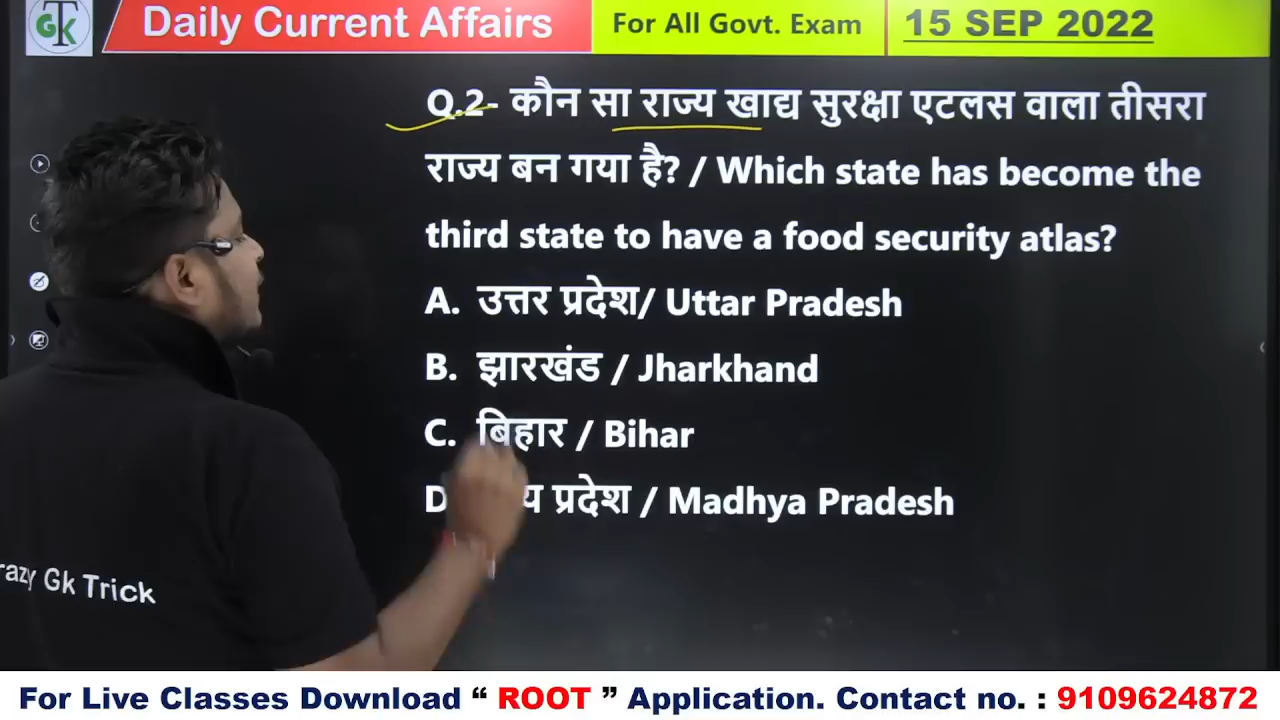 GTK
Daily Current Affairs
For All Govt. Exam
15 SEP 2022
Q.2- कौन सा राज्य खाद्य सुरक्षा एटलस वाला तीसरा
राज्य बन गया है? / Which state has become the
third state to have a food security atlas?
A. उत्तर प्रदेश/ Uttar Pradesh
B. झारखंड / Jharkhand
C. बिहार / Bihar
प्रदेश / Madhya Pradesh
Gk Trick
For Live Classes Download “ ROOT ” Application. Contact no. : 9109624872